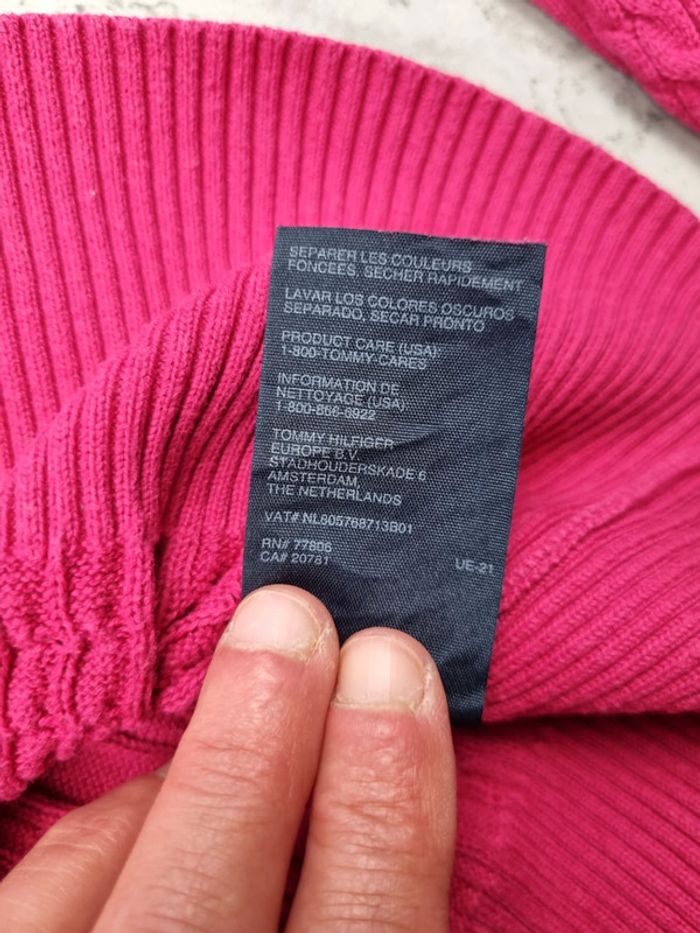 SEPARER LES COULEURS
FONCEES, SECHER RAPIDEMENT
LAVAR LOS COLORES OSCUROS
SEPARADO, SECAR PRONTO
PRODUCT CARE (USA)
1-800-TOMMY-CARES
INFORMATION DE
NETTOYAGE (USA)
1-800-866-6922
TOMMY HILFIGER
EUROPE B.V.
STADHOUDERSKADE 6
AMSTERDAM,
THE NETHERLANDS
VAT# NL805768713B01
RN# 77806
CA# 20781
UE-21